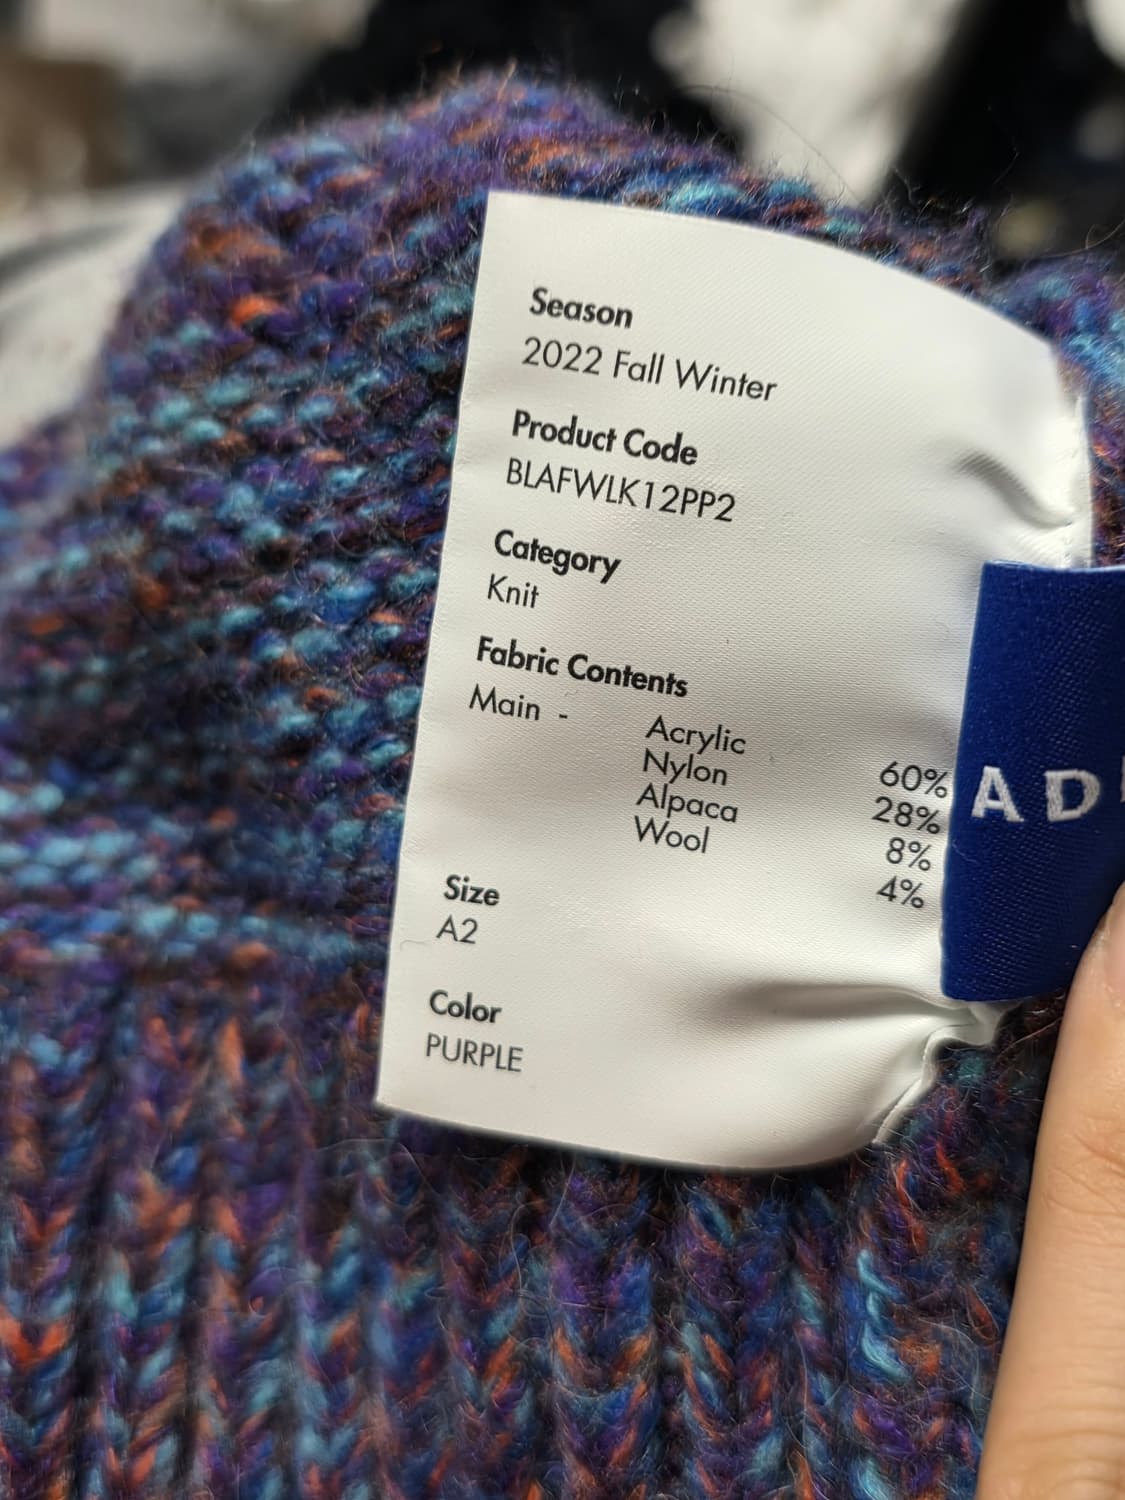 Season
2022 Fall Winter
Product Code
BLAFWLK12PP2
Category
Knit
Fabric Contents
Main - Acrylic 60%
Nylon 28%
Alpaca 8%
Wool 4%
Size
A2
Color
PURPLE
AD